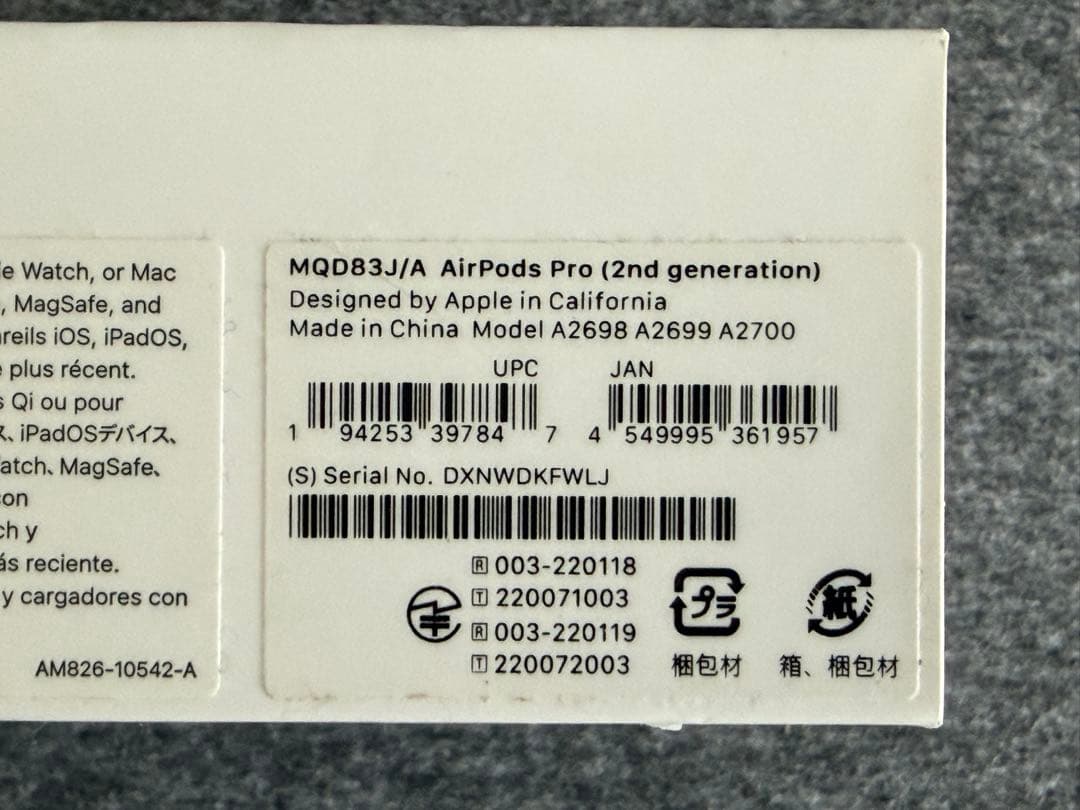 le Watch, or Mac
, MagSafe, and
reils iOS, iPadOS,
plus récent.
s Qi ou pour
ス、iPadOSデバイス、
atch、MagSafe、
con
ch y
ás reciente.
y cargadores con
AM826-10542-A
MQD83J/A AirPods Pro (2nd generation)
Designed by Apple in California
Made in China Model A2698 A2699 A2700
UPC JAN
1 94253 39784 7 4 549995 361957
(S) Serial No. DXNWDKFWLJ
R 003-220118
T 220071003
R 003-220119
T 220072003
プラ 紙
梱包材 箱、梱包材